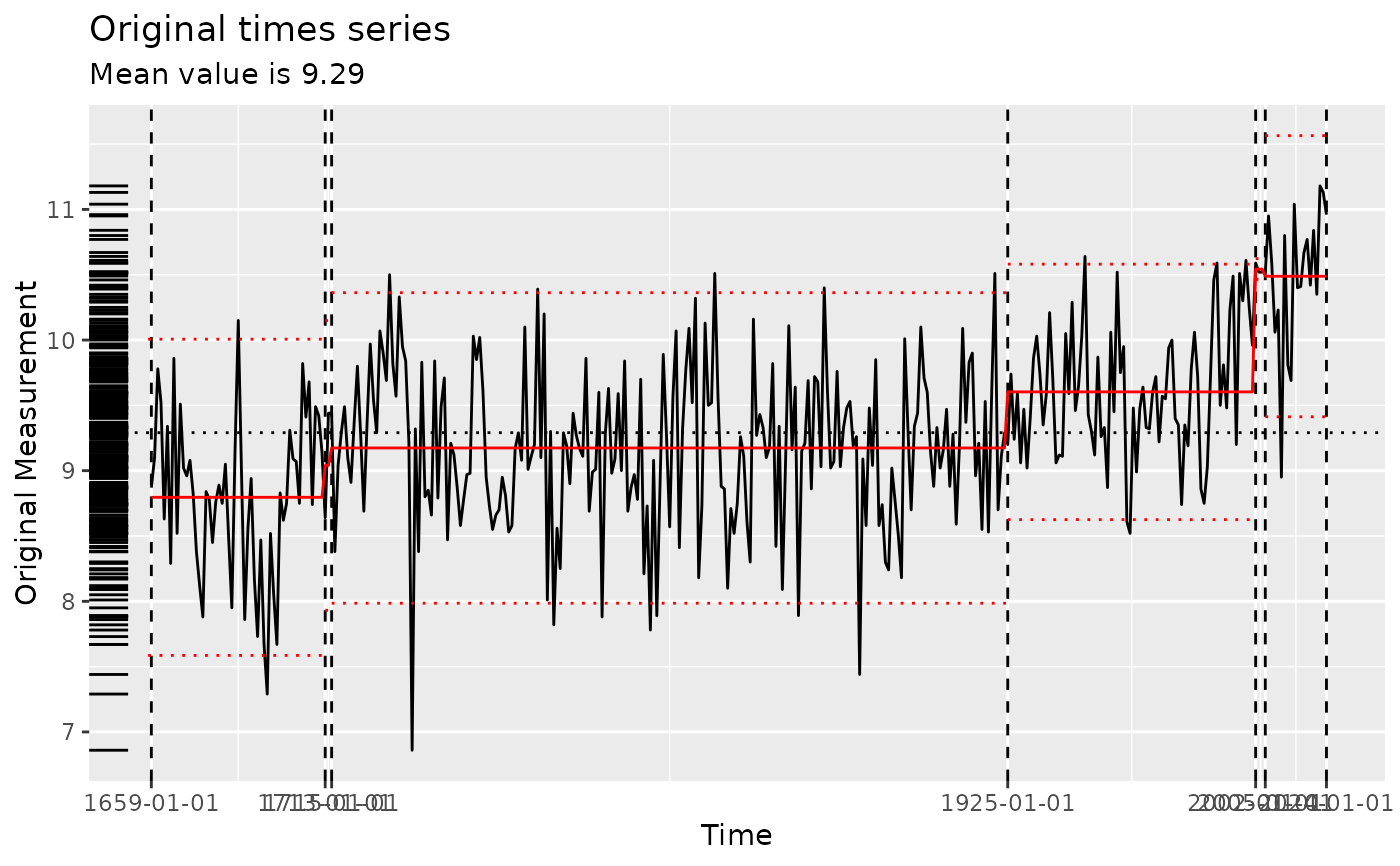 Original times series
Mean value is 9.29
Original Measurement
11
10
9
8
7
1659-01-01
1925-01-01
Time